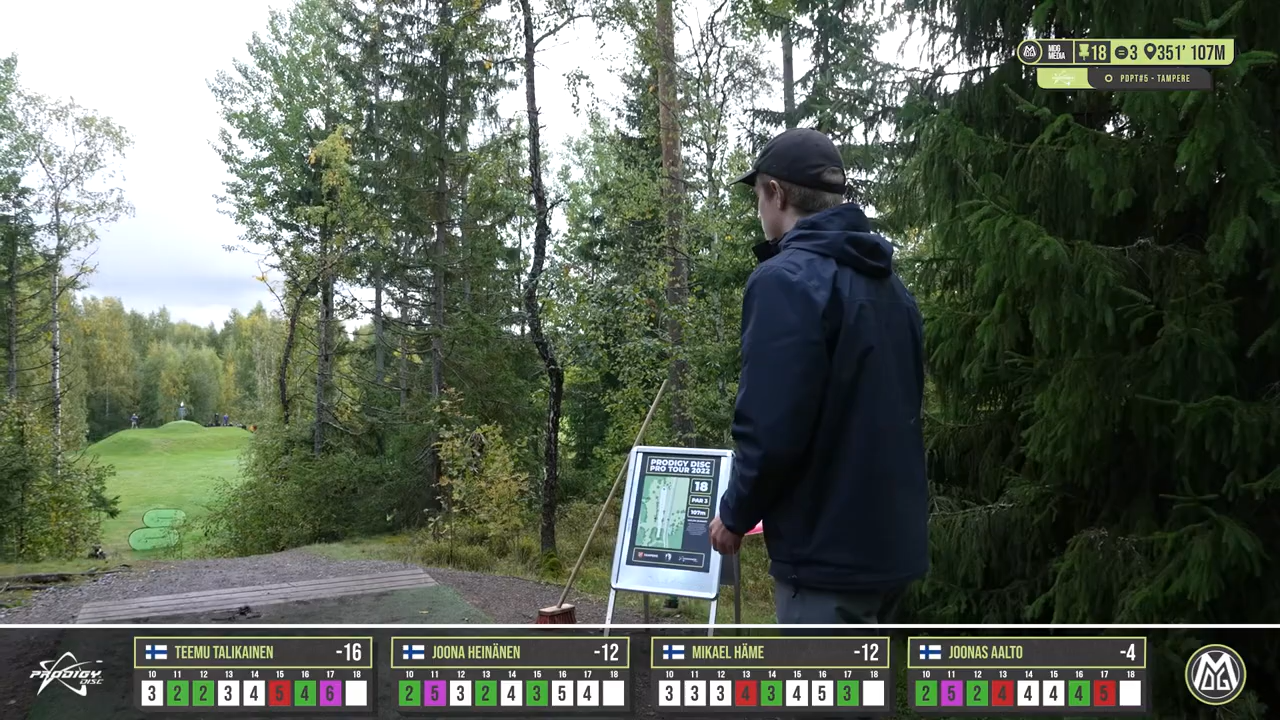 MDG MEDIA 18 3 351' 107M
PDPT#5 - TAMPERE
PRODIGY DISC
PRO TOUR 2022
18
PAR 3
107m
TEEMU TALIKAINEN -16
10 11 12 13 14 15 16 17 18
3 2 2 3 4 5 4 6
JOONA HEINÄNEN -12
10 11 12 13 14 15 16 17 18
2 5 3 2 4 3 5 4
MIKAEL HÄME -12
10 11 12 13 14 15 16 17 18
3 3 3 4 3 4 5 3
JOONAS AALTO -4
10 11 12 13 14 15 16 17 18
2 5 2 4 4 4 4 5
PRODIGY DISC
MDG